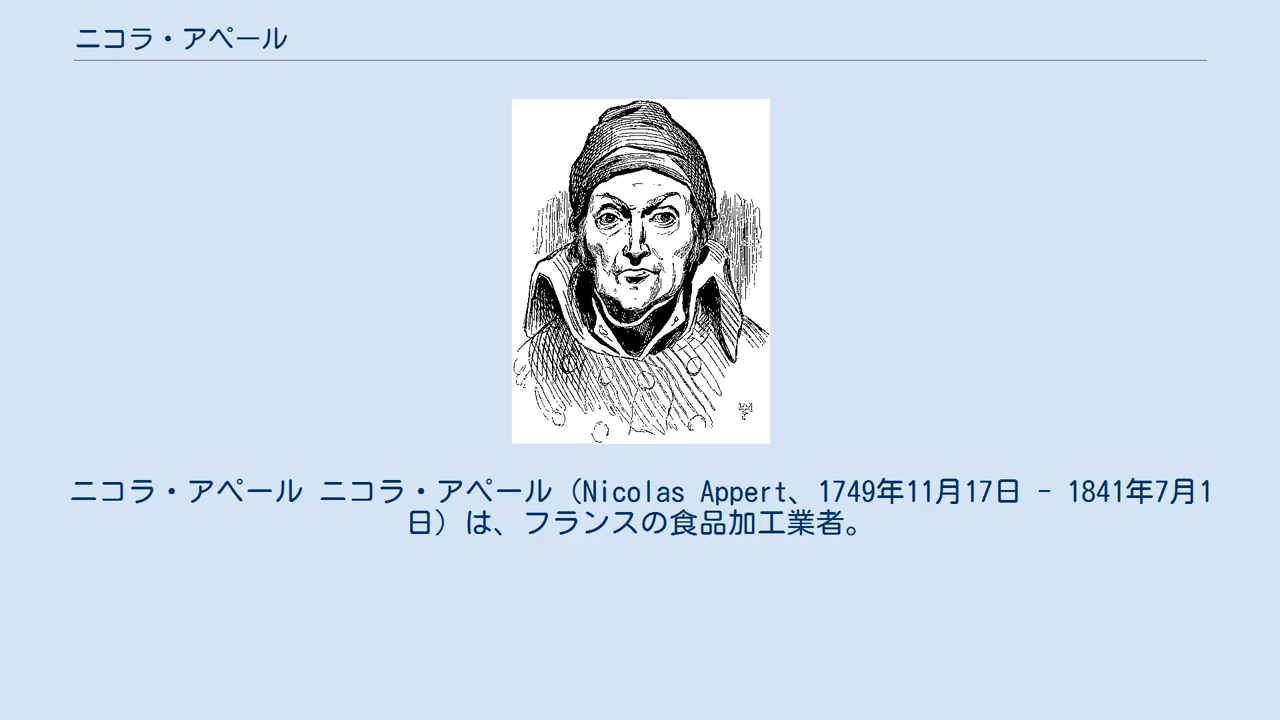 ニコラ・アペール
ニコラ・アペール ニコラ・アペール（Nicolas Appert、1749年11月17日 - 1841年7月1
日）は、フランスの食品加工業者。